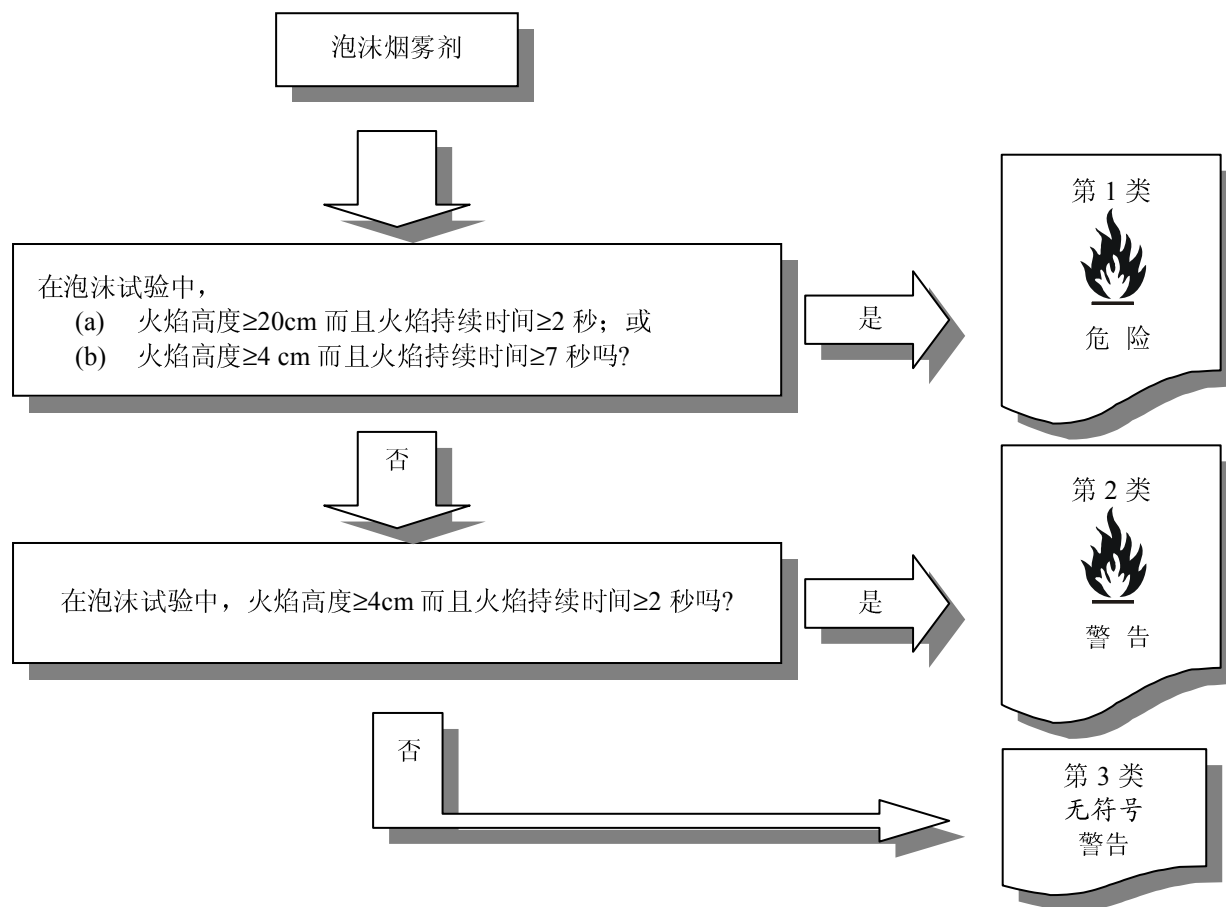 泡沫烟雾剂
在泡沫试验中，
(a) 火焰高度≥20cm 而且火焰持续时间≥2 秒；或
(b) 火焰高度≥4 cm 而且火焰持续时间≥7 秒吗?
是
第 1 类
危 险
否
在泡沫试验中，火焰高度≥4cm 而且火焰持续时间≥2 秒吗?
是
第 2 类
警 告
否
第 3 类
无符号
警告